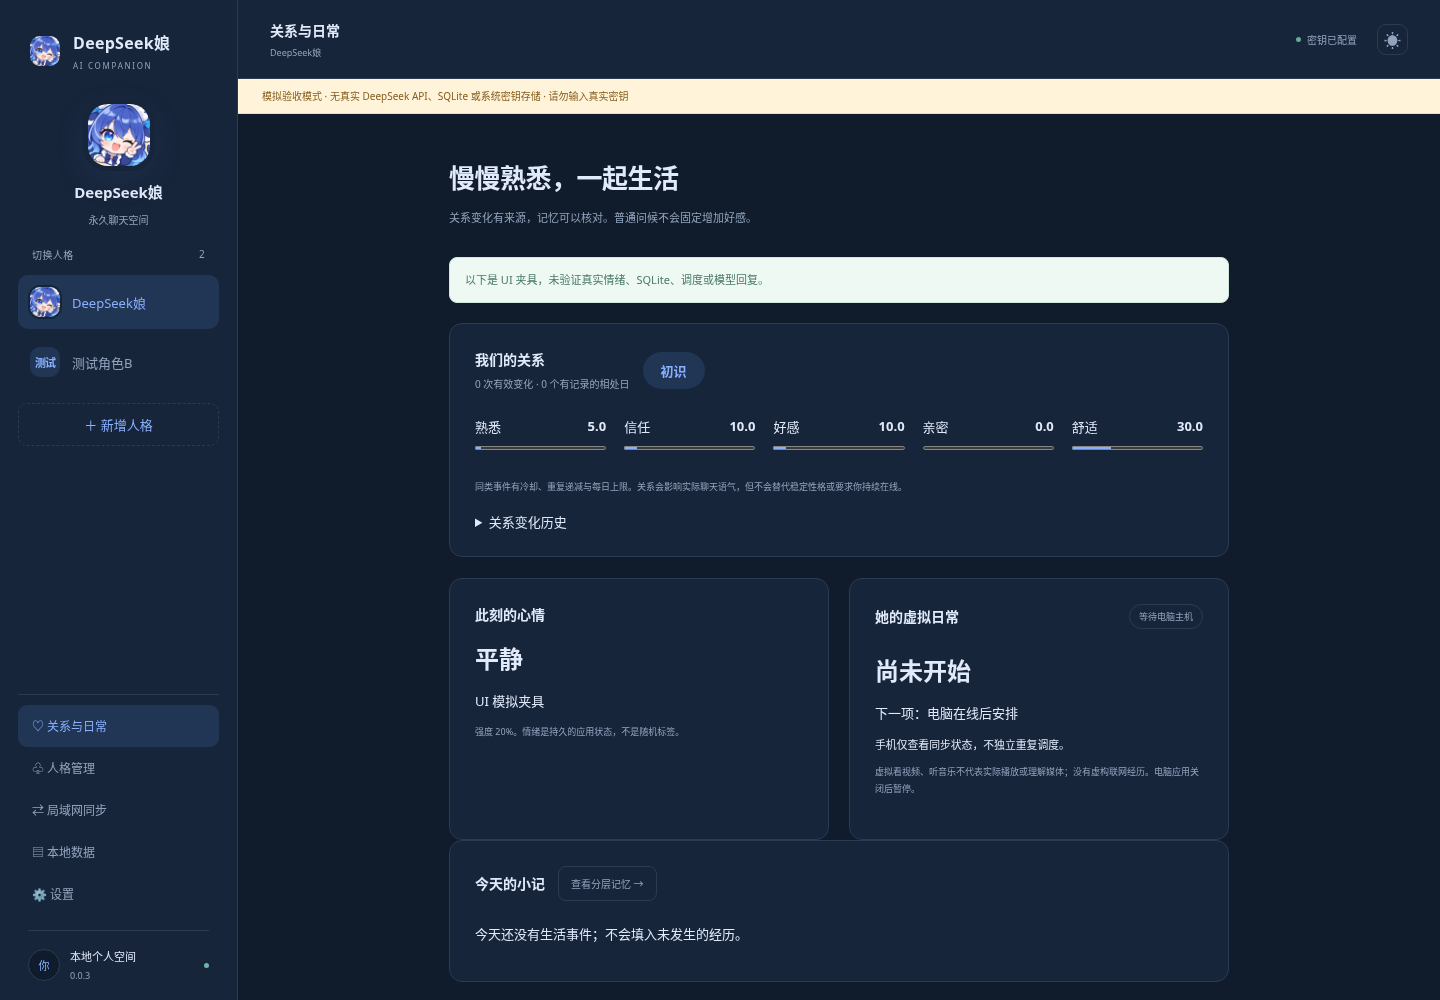 DeepSeek娘
AI COMPANION
DeepSeek娘
永久聊天空间
切换人格 2
DeepSeek娘
测试 测试角色B
＋ 新增人格
♡ 关系与日常
♧ 人格管理
⇄ 局域网同步
▤ 本地数据
⚙️ 设置
你 本地个人空间
0.0.3
关系与日常
DeepSeek娘
密钥已配置
模拟验收模式 · 无真实 DeepSeek API、SQLite 或系统密钥存储 · 请勿输入真实密钥
慢慢熟悉，一起生活
关系变化有来源，记忆可以核对。普通问候不会固定增加好感。
以下是 UI 夹具，未验证真实情绪、SQLite、调度或模型回复。
我们的关系
0 次有效变化 · 0 个有记录的相处日
初识
熟悉 5.0 信任 10.0 好感 10.0 亲密 0.0 舒适 30.0
同类事件有冷却、重复递减与每日上限。关系会影响实际聊天语气，但不会替代稳定性格或要求你持续在线。
▶ 关系变化历史
此刻的心情
平静
UI 模拟夹具
强度 20%。情绪是持久的应用状态，不是随机标签。
她的虚拟日常 等待电脑主机
尚未开始
下一项：电脑在线后安排
手机仅查看同步状态，不独立重复调度。
虚拟看视频、听音乐不代表实际播放或理解媒体；没有虚构联网经历。电脑应用关
闭后暂停。
今天的小记 查看分层记忆 →
今天还没有生活事件；不会填入未发生的经历。